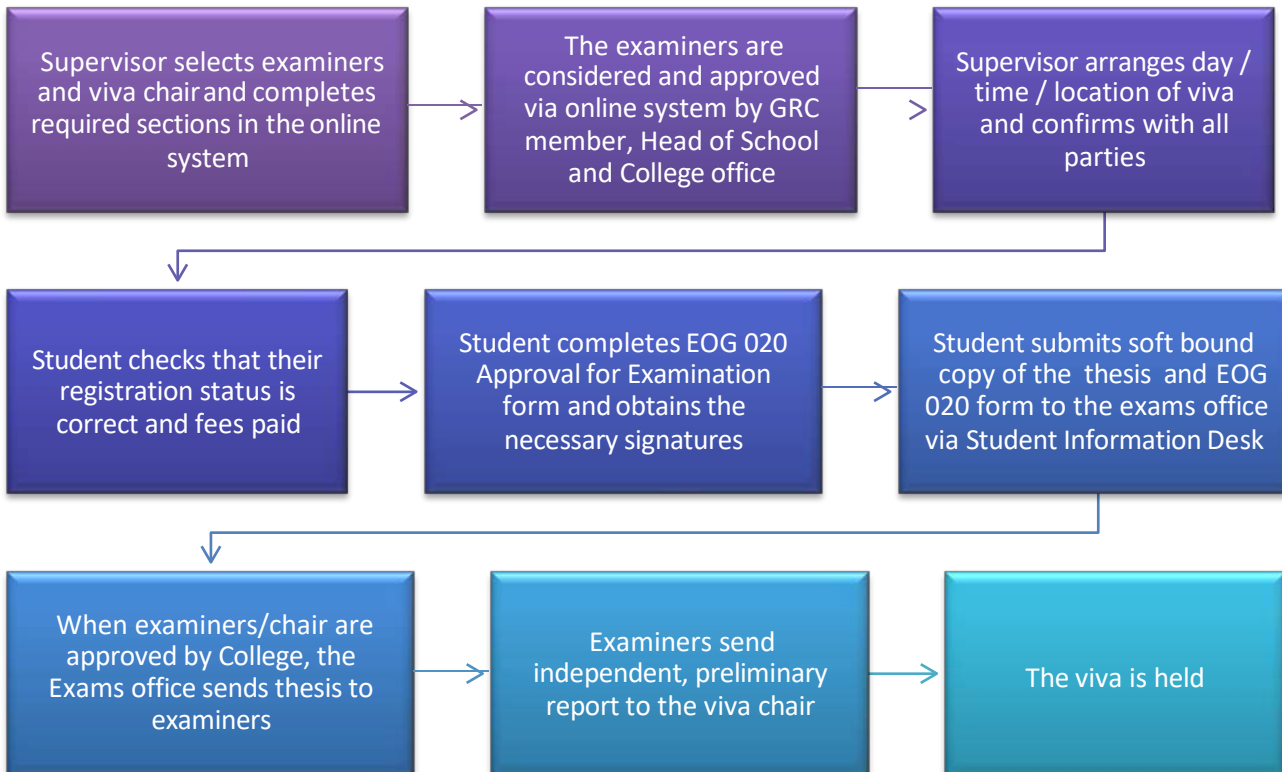 Supervisor selects examiners
and viva chair and completes
required sections in the online
system
The examiners are
considered and approved
via online system by GRC
member, Head of School
and College office
Supervisor arranges day /
time / location of viva
and confirms with all
parties
Student checks that their
registration status is
correct and fees paid
Student completes EOG 020
Approval for Examination
form and obtains the
necessary signatures
Student submits soft bound
copy of the thesis and EOG
020 form to the exams office
via Student Information Desk
When examiners/chair are
approved by College, the
Exams office sends thesis to
examiners
Examiners send
independent, preliminary
report to the viva chair
The viva is held